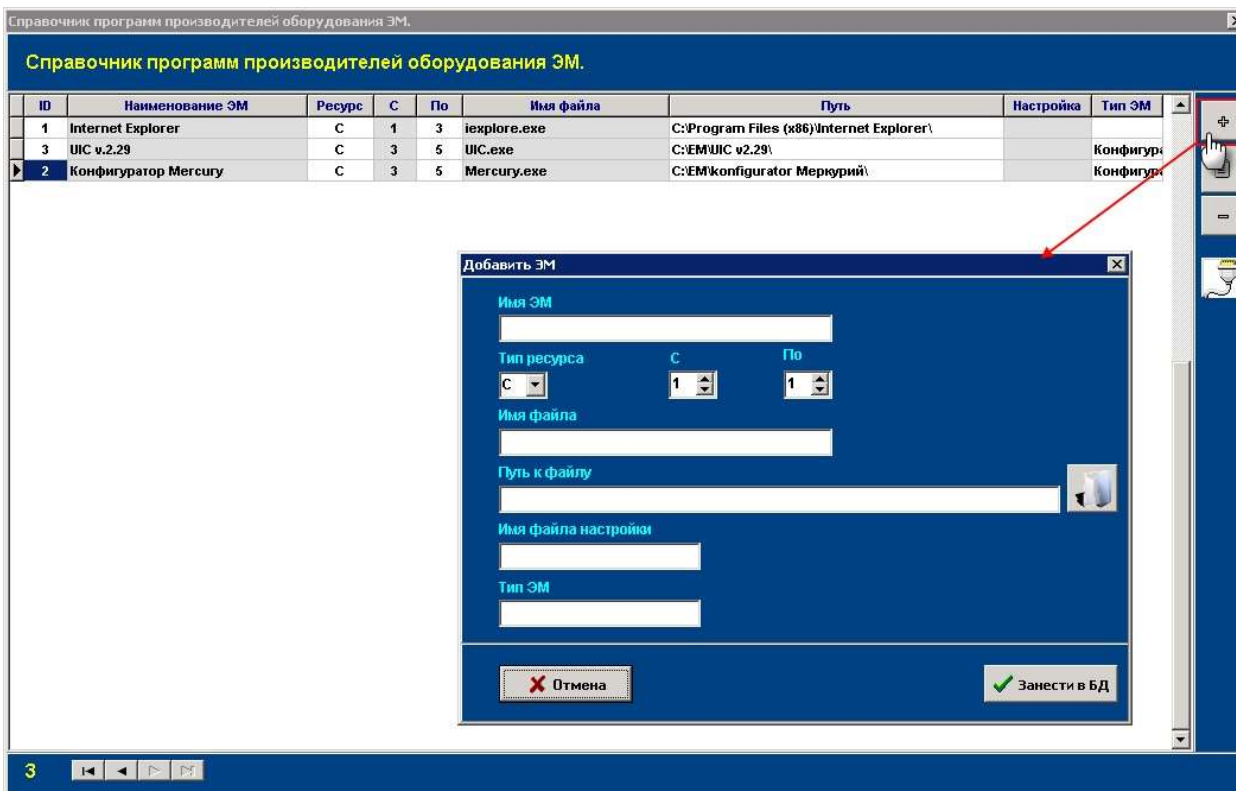 Справочник программ производителей оборудования ЭМ.
Справочник программ производителей оборудования ЭМ.
ID Наименование ЭМ Ресурс С По Имя файла Путь Настройка Тип ЭМ
1 Internet Explorer С 1 3 iexplore.exe C:\Program Files (x86)\Internet Explorer\
3 UIC v.2.29 С 3 5 UIC.exe C:\EM\UIC v2.29\ Конфигура
2 Конфигуратор Mercury С 3 5 Mercury.exe C:\EM\konfigurator Меркурий\ Конфигура
Добавить ЭМ
Имя ЭМ
Тип ресурса С По
С 1 1
Имя файла
Путь к файлу
Имя файла настройки
Тип ЭМ
Отмена Занести в БД
3